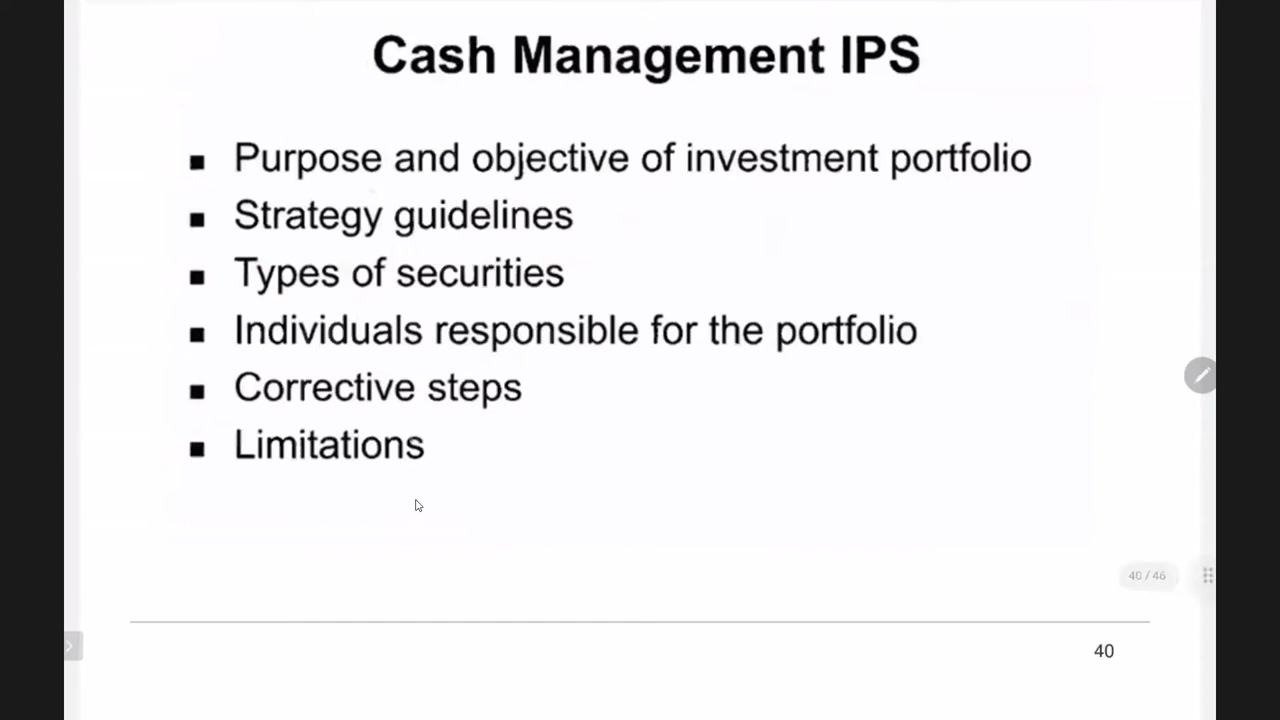 Cash Management IPS
Purpose and objective of investment portfolio
Strategy guidelines
Types of securities
Individuals responsible for the portfolio
Corrective steps
Limitations
40 / 46
40